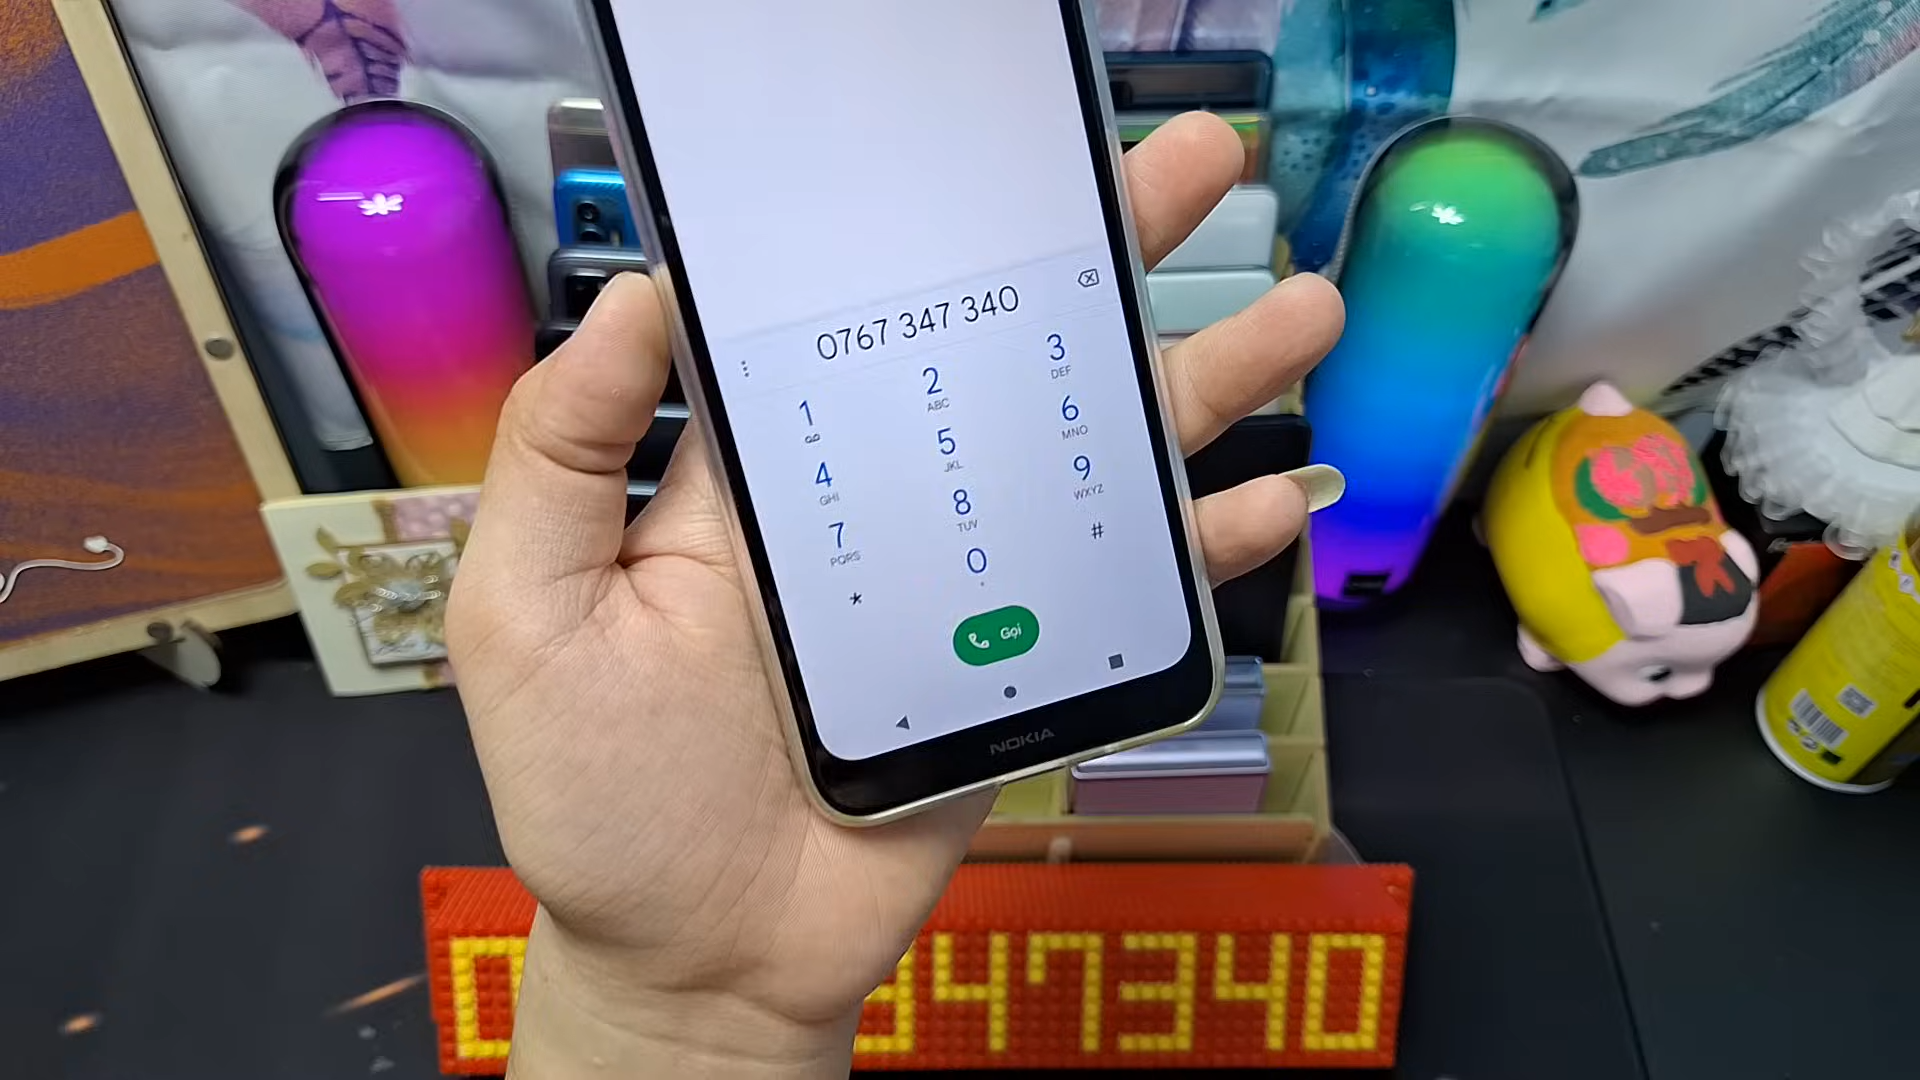 0767 347 340
1
2
ABC
3
DEF
4
GHI
5
JKL
6
MNO
7
PQRS
8
TUV
9
WXYZ
*
0
#
Gọi
NOKIA
0 347340